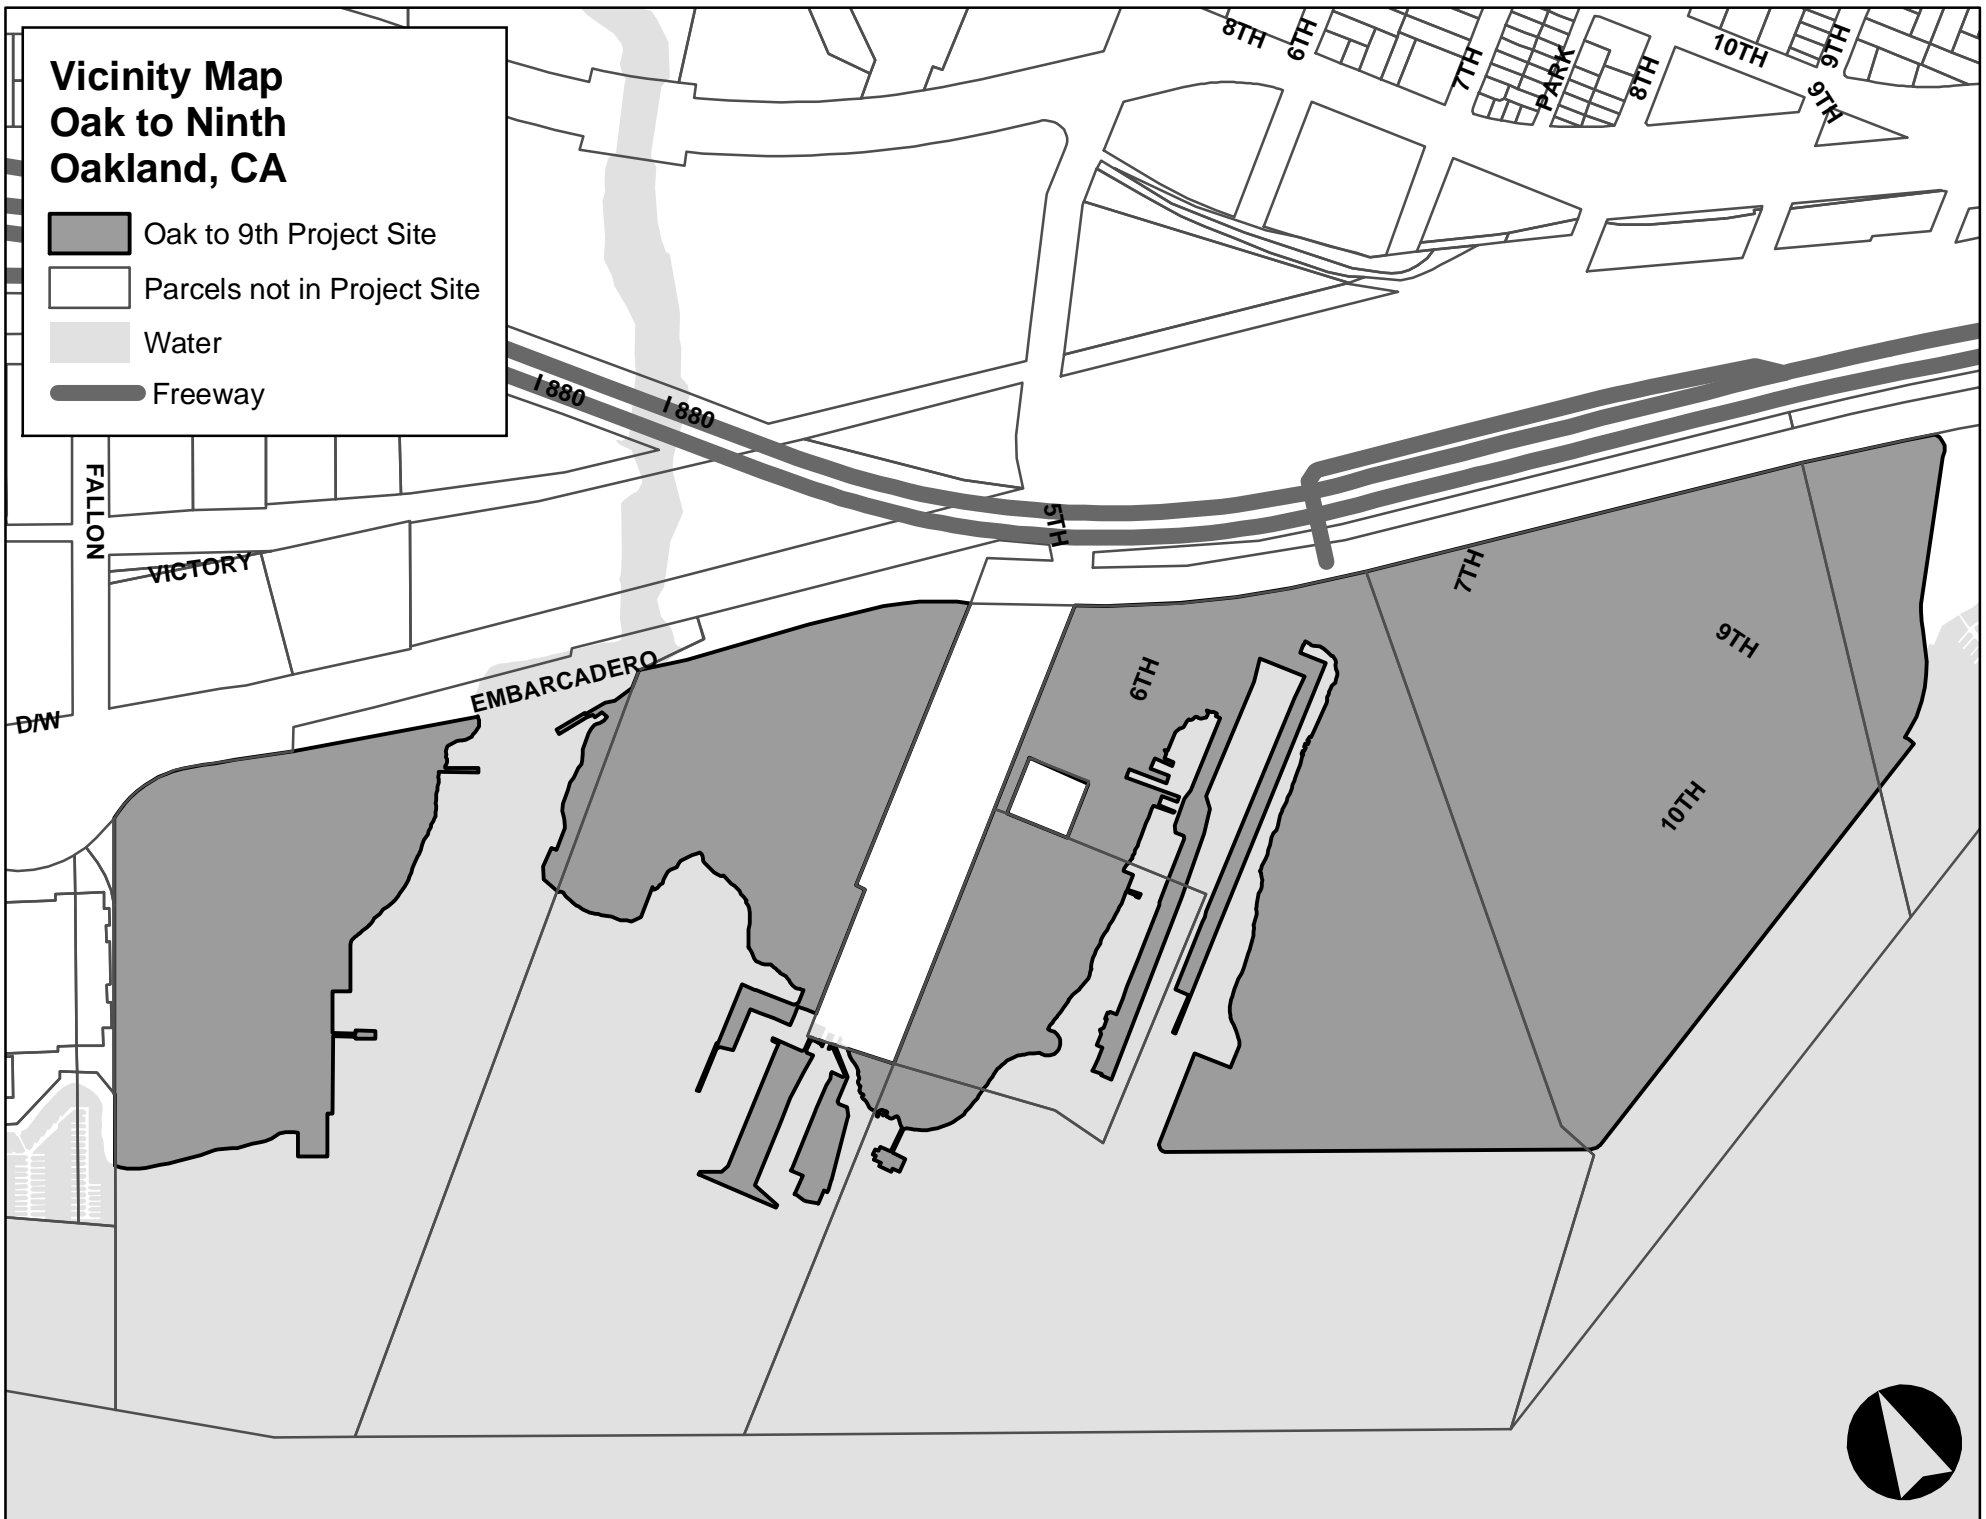 Vicinity Map
Oak to Ninth
Oakland, CA
Oak to 9th Project Site
Parcels not in Project Site
Water
Freeway
8TH
6TH
7TH
PARK
8TH
10TH
9TH
9TH
I 880
I 880
FALLON
5TH
VICTORY
7TH
9TH
EMBARCADERO
6TH
D/W
10TH